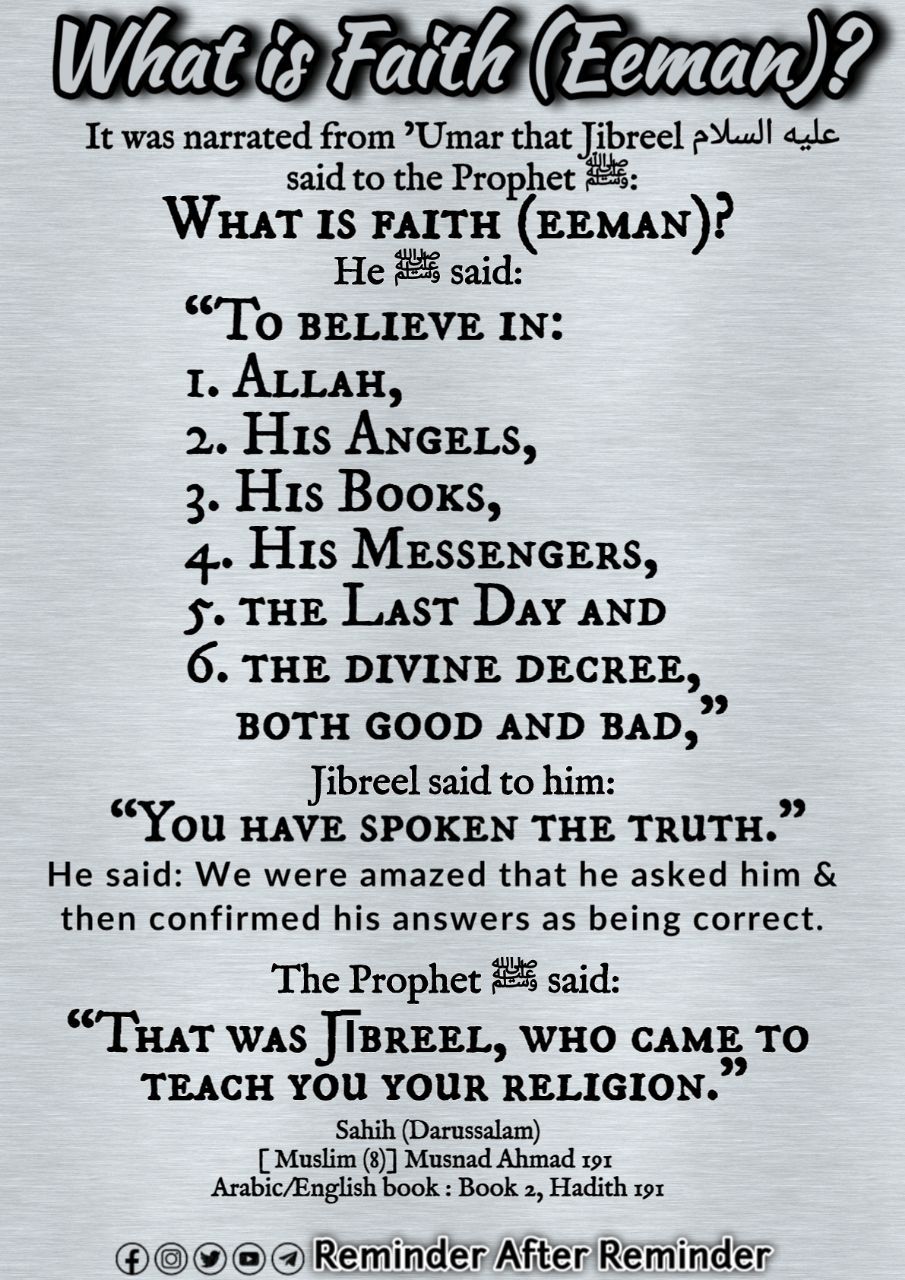 What is Faith (Eeman)?
It was narrated from ’Umar that Jibreel عليه السلام
said to the Prophet ﷺ:
What is faith (eeman)?
He ﷺ said:
“To believe in:
1. Allah,
2. His Angels,
3. His Books,
4. His Messengers,
5. the Last Day and
6. the divine decree,
both good and bad,”
Jibreel said to him:
“You have spoken the truth.”
He said: We were amazed that he asked him &
then confirmed his answers as being correct.
The Prophet ﷺ said:
“That was Jībreel, who came to
teach you your religion.”
Sahih (Darussalam)
[ Muslim (8)] Musnad Ahmad 191
Arabic/English book : Book 2, Hadith 191
Reminder After Reminder